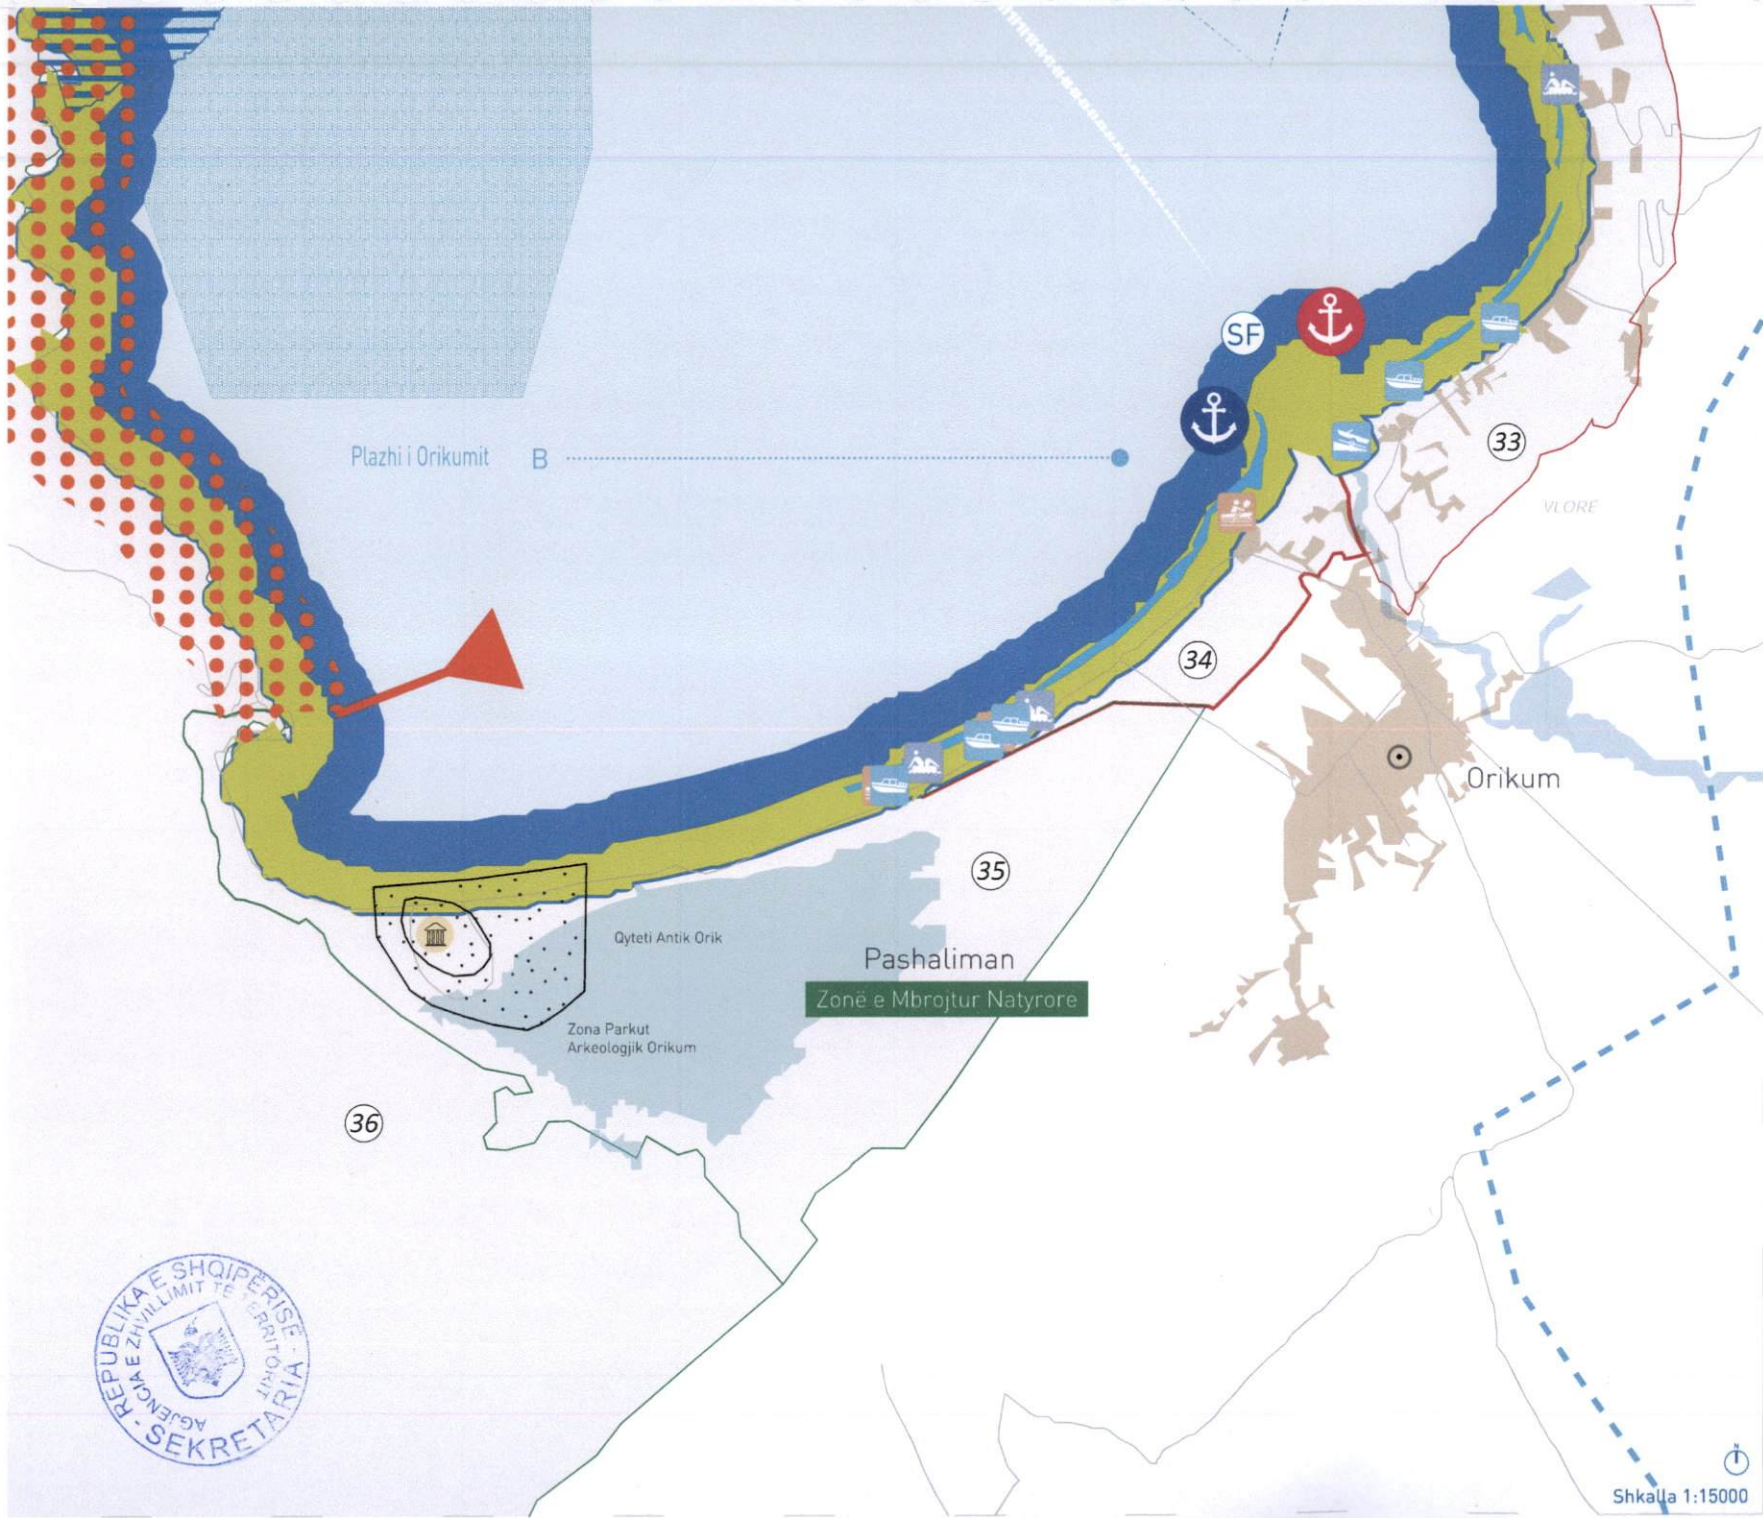 SF
Plazhi i Orikumit B
33
VLORE
34
Orikum
35
Qyteti Antik Orik
Pashaliman
Zonë e Mbrojtur Natyrore
Zona Parkut
Arkeologjik Orikum
36
REPUBLIKA E SHQIPËRISË
AGJENCIA E ZHVILLIMIT TË TERRITORIT
SEKRETARIA
N
Shkalla 1:15000